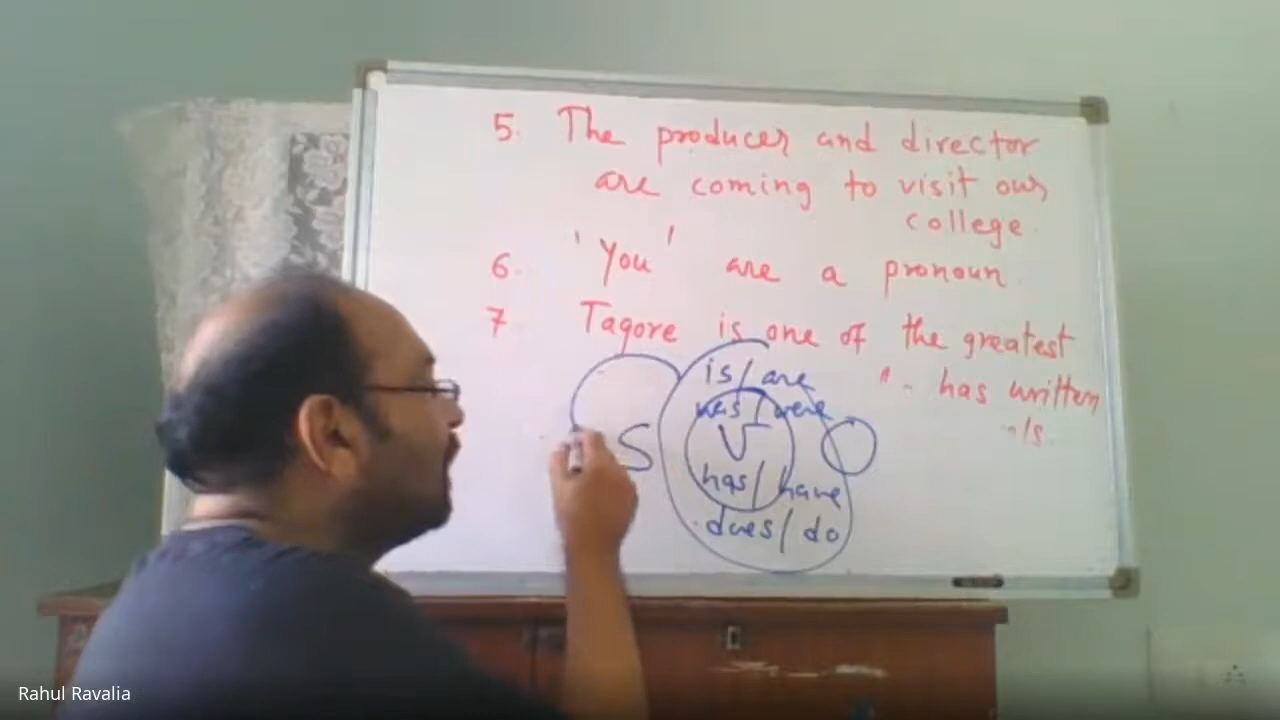 5. The producer and director
are coming to visit our
college.
6. 'You' are a pronoun
7 Tagore is one of the greatest
is/are
" has written
was/were
S V
has/have
does/do
Rahul Ravalia